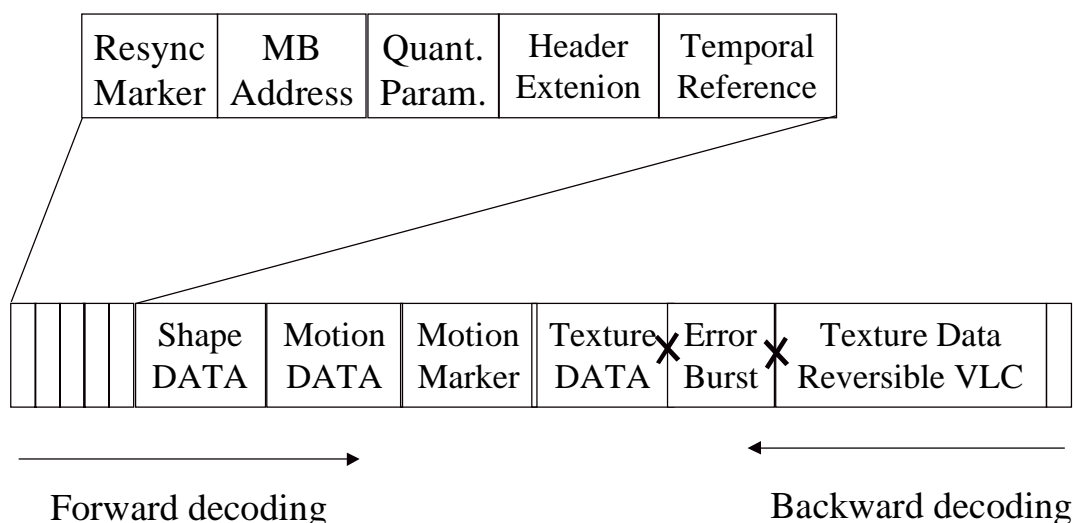 Resync Marker
MB Address
Quant. Param.
Header Extenion
Temporal Reference
Shape DATA
Motion DATA
Motion Marker
Texture DATA
Error Burst
Texture Data Reversible VLC
Forward decoding
Backward decoding